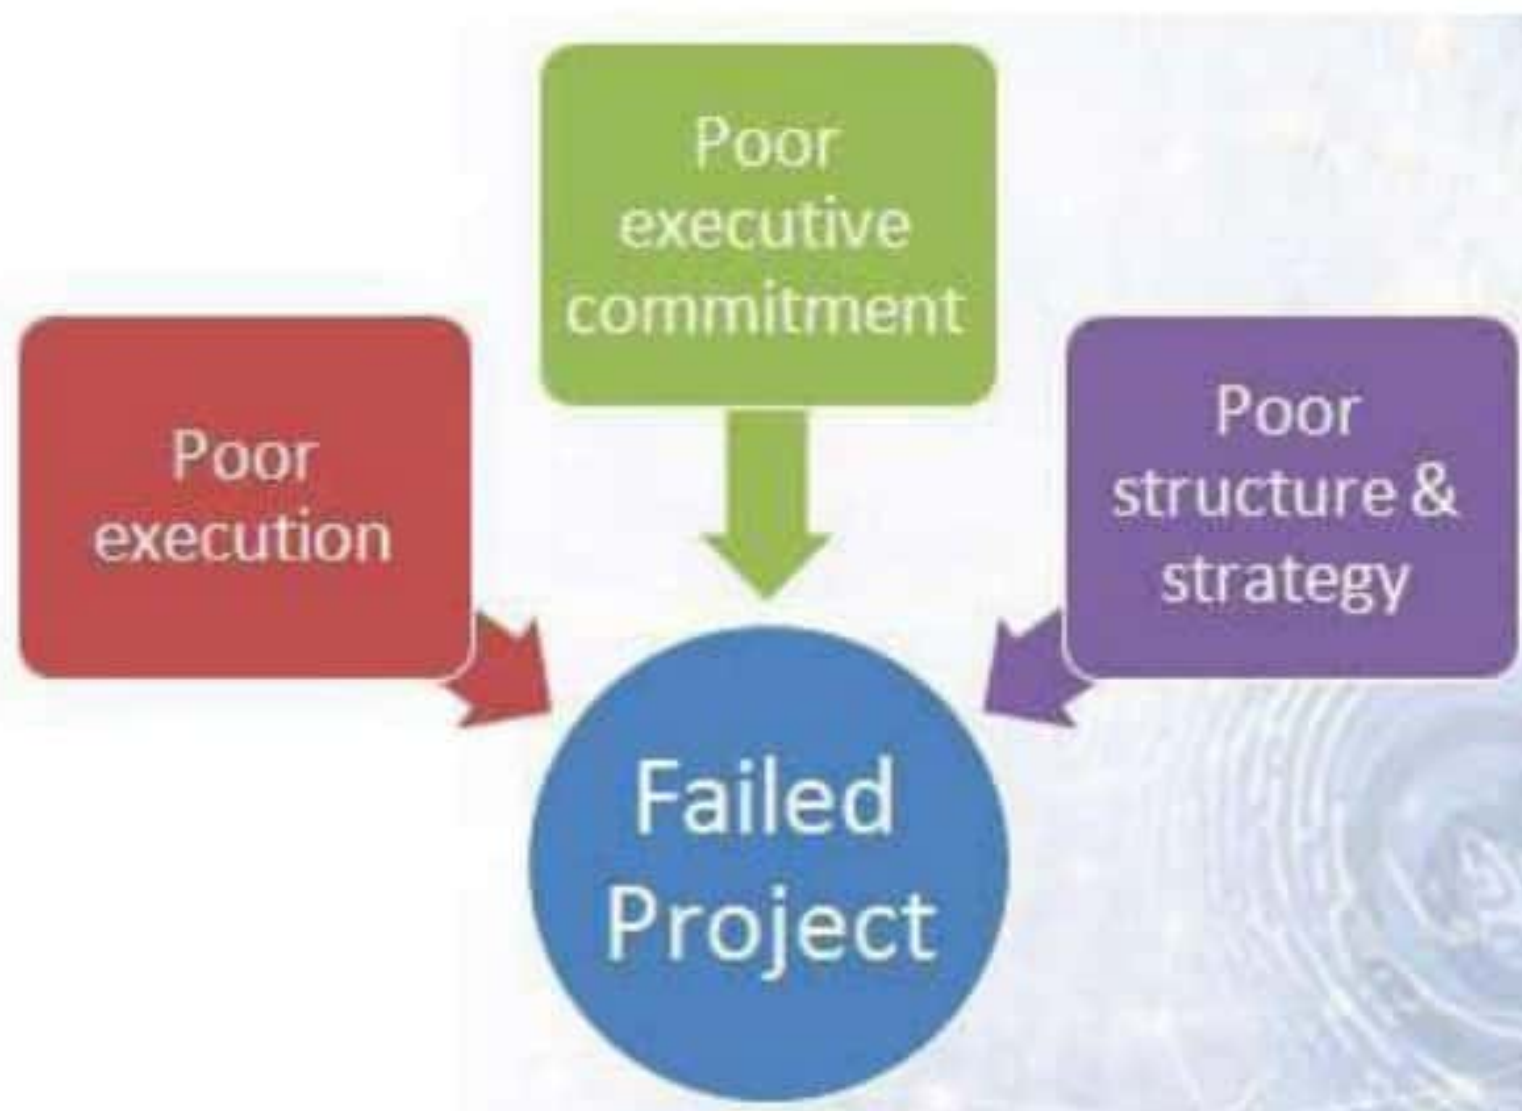 Poor
executive
commitment
Poor
execution
Poor
structure &
strategy
Failed
Project